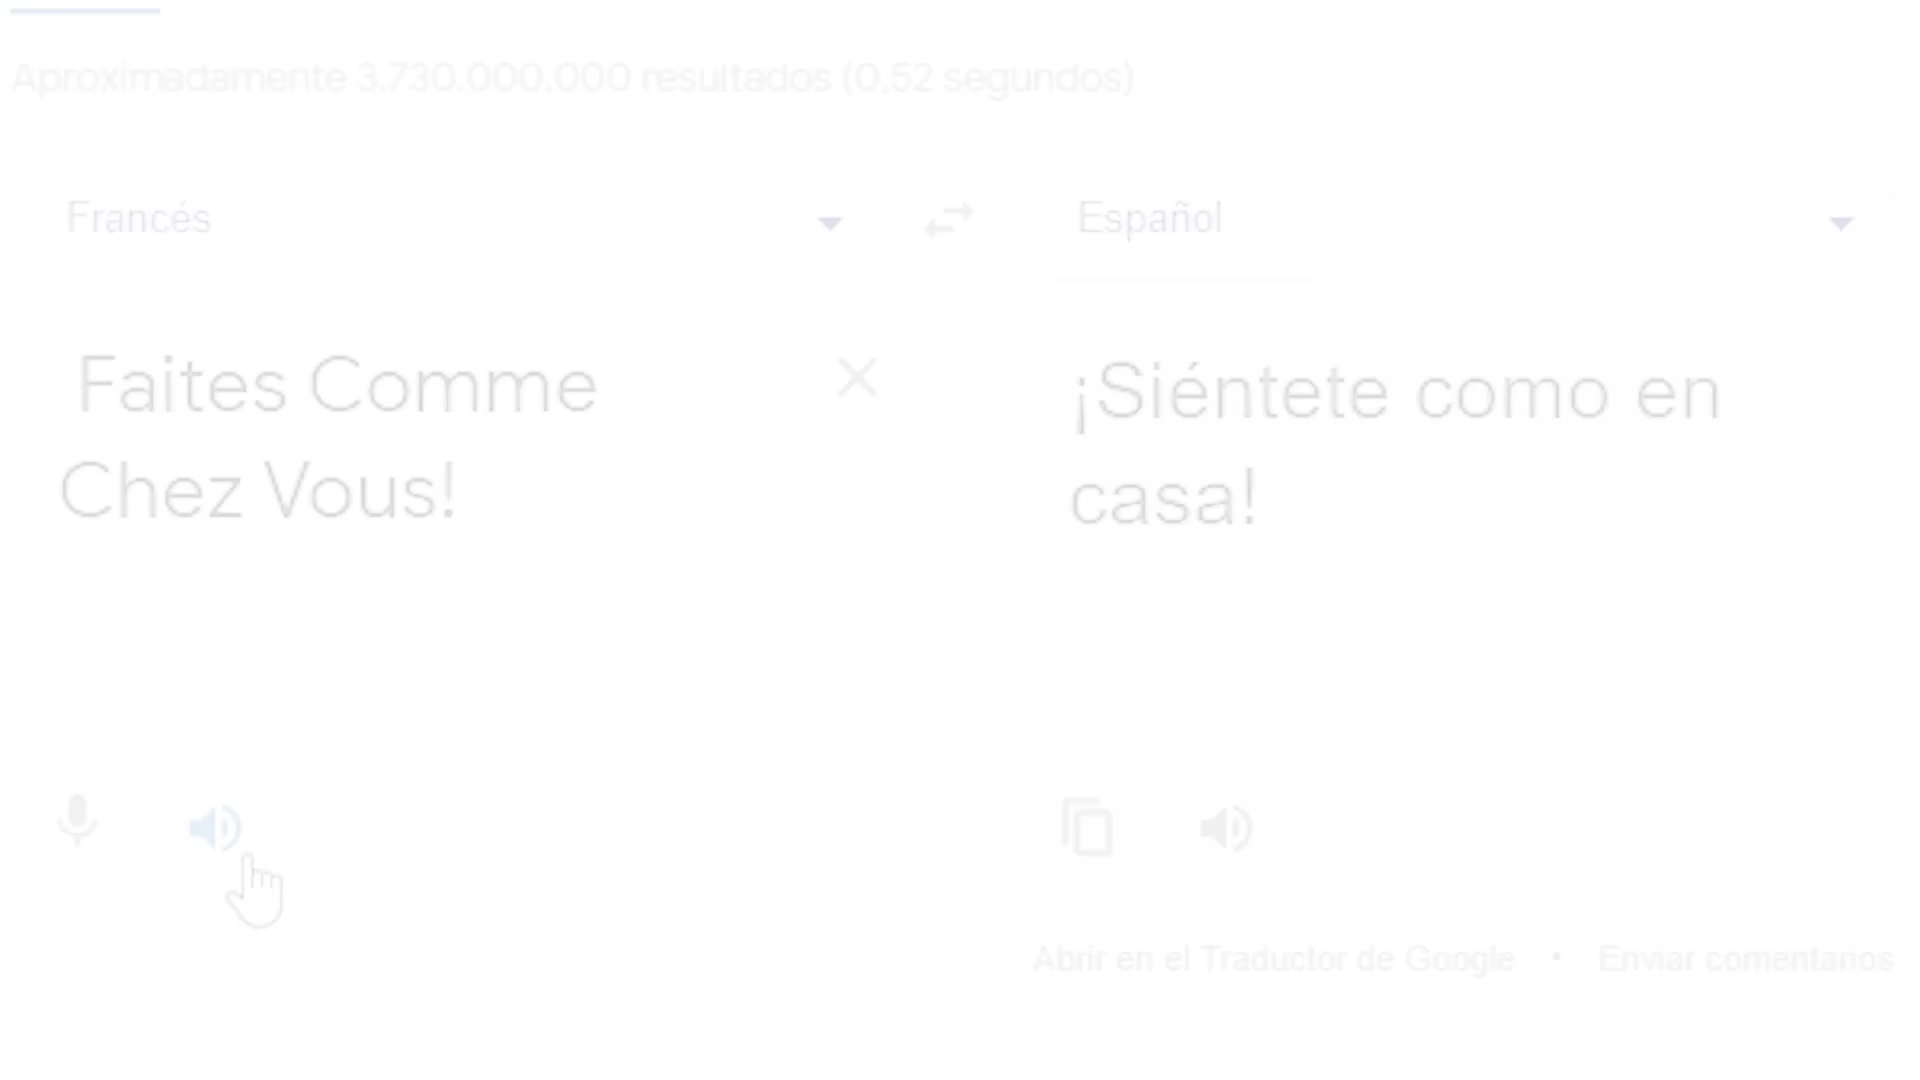 Aproximadamente 3.730.000.000 resultados (0,52 segundos)
Francés
Español
Faites Comme
Chez Vous!
¡Siéntete como en
casa!
Abrir en el Traductor de Google • Enviar comentarios